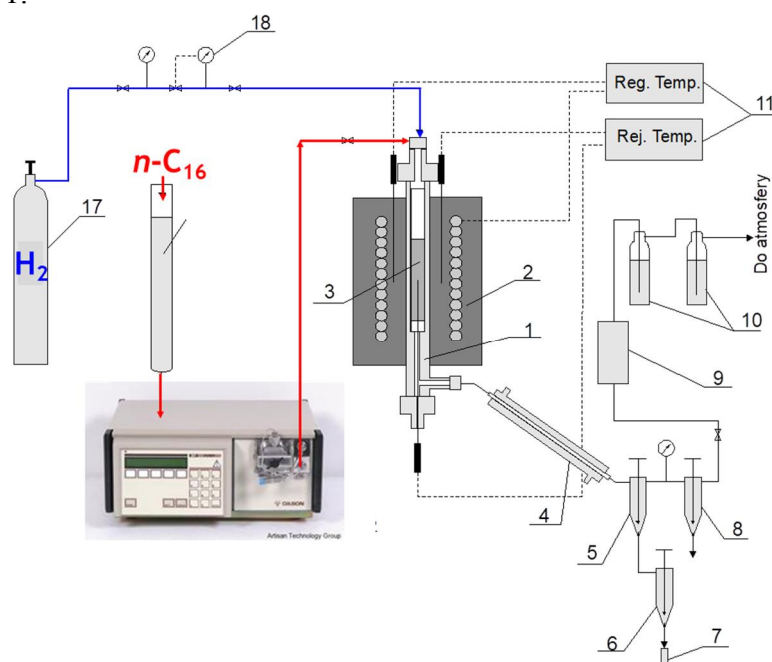 1.
18
Reg. Temp.
11
Rej. Temp.
n-C16
17
H2
3
2
1
Do atmosfery
10
9
4
5
8
6
7
GILSON
Artisan Technology Group